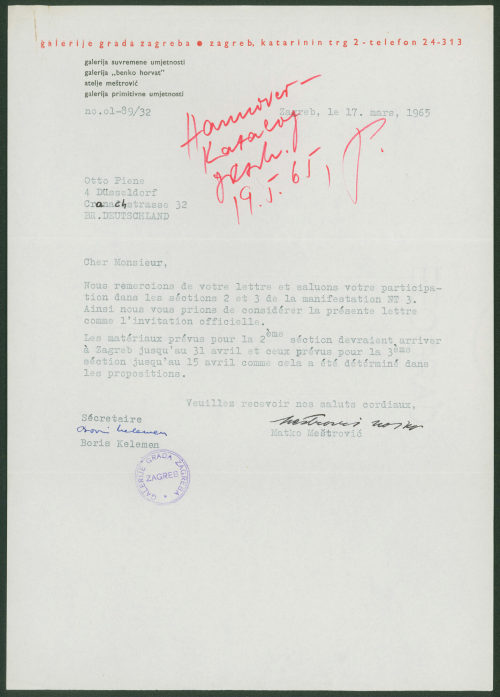 galerije grada zagreba ● zagreb, katarinin trg 2 - telefon 24-313
galerija suvremene umjetnosti
galerija „benko horvat”
atelje meštrović
galerija primitivne umjetnosti
no.01-89/32
Zagreb, le 17. mars, 1965
Hannover-
Katalog
19.5.65,
Otto Piene
4 Düsseldorf
Cranachstrasse 32
BR.DEUTSCHLAND
Cher Monsieur,
Nous remercions de votre lettre et saluons votre participa-
tion dans les séctions 2 et 3 de la manifestation NT 3.
Ainsi nous vous prions de considérer la présente lettre
comme l'invitation officielle.
Les matériaux prévus pour la 2ème séction devraient arriver
à Zagreb jusqu'au 31 avril et ceux prévus pour la 3ème
séction jusqu'au 15 avril comme cela a été détérminé dans
les propositions.
Veuillez recevoir nos saluts cordiaux,
Sécretaire
Boris Kelemen
Boris Kelemen
Meštrović Matko
Matko Meštrović
GALERIJE GRADA ZAGREBA
ZAGREB